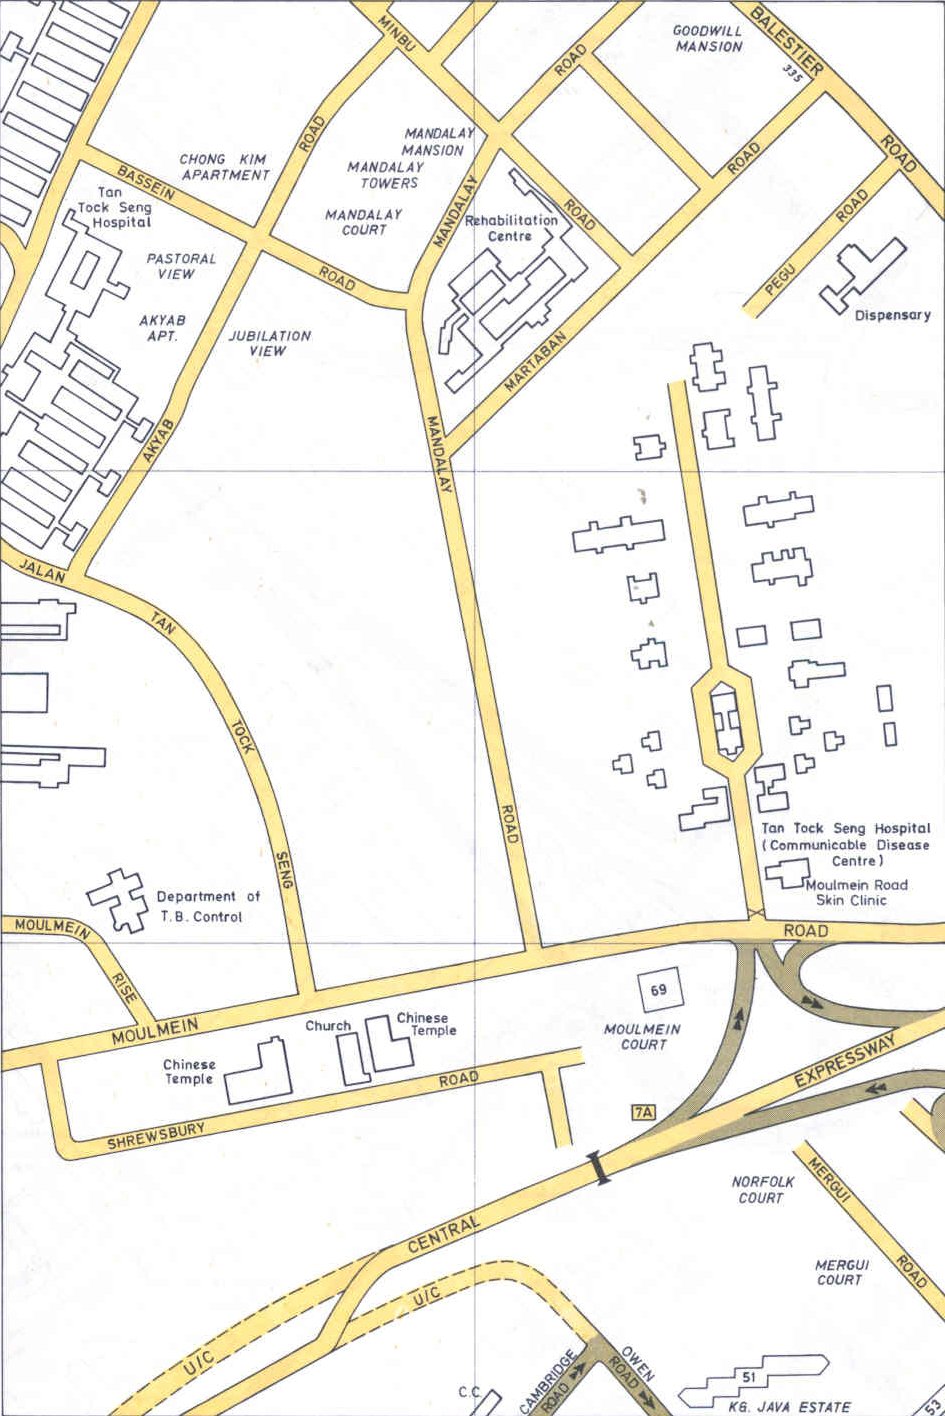 MINBU
ROAD
GOODWILL
MANSION
BALESTIER
335
ROAD
ROAD
CHONG KIM
APARTMENT
MANDALAY
MANSION
MANDALAY
TOWERS
MANDALAY
COURT
MANDALAY
BASSEIN
Tan
Tock Seng
Hospital
PASTORAL
VIEW
ROAD
Rehabilitation
Centre
ROAD
ROAD
ROAD
PEGU
Dispensary
AKYAB
APT.
JUBILATION
VIEW
MARTABAN
AKYAB
MANDALAY
JALAN
TAN
TOCK
ROAD
SENG
Tan Tock Seng Hospital
(Communicable Disease
Centre)
Moulmein Road
Skin Clinic
Department of
T.B. Control
MOULMEIN
RISE
ROAD
69
MOULMEIN
MOULMEIN
COURT
Church
Chinese
Temple
Chinese
Temple
ROAD
SHREWSBURY
EXPRESSWAY
7A
CENTRAL
NORFOLK
COURT
MERGUI
ROAD
MERGUI
COURT
U/C
U/C
CAMBRIDGE
ROAD
OWEN
ROAD
51
C.C.
KG. JAVA ESTATE
53